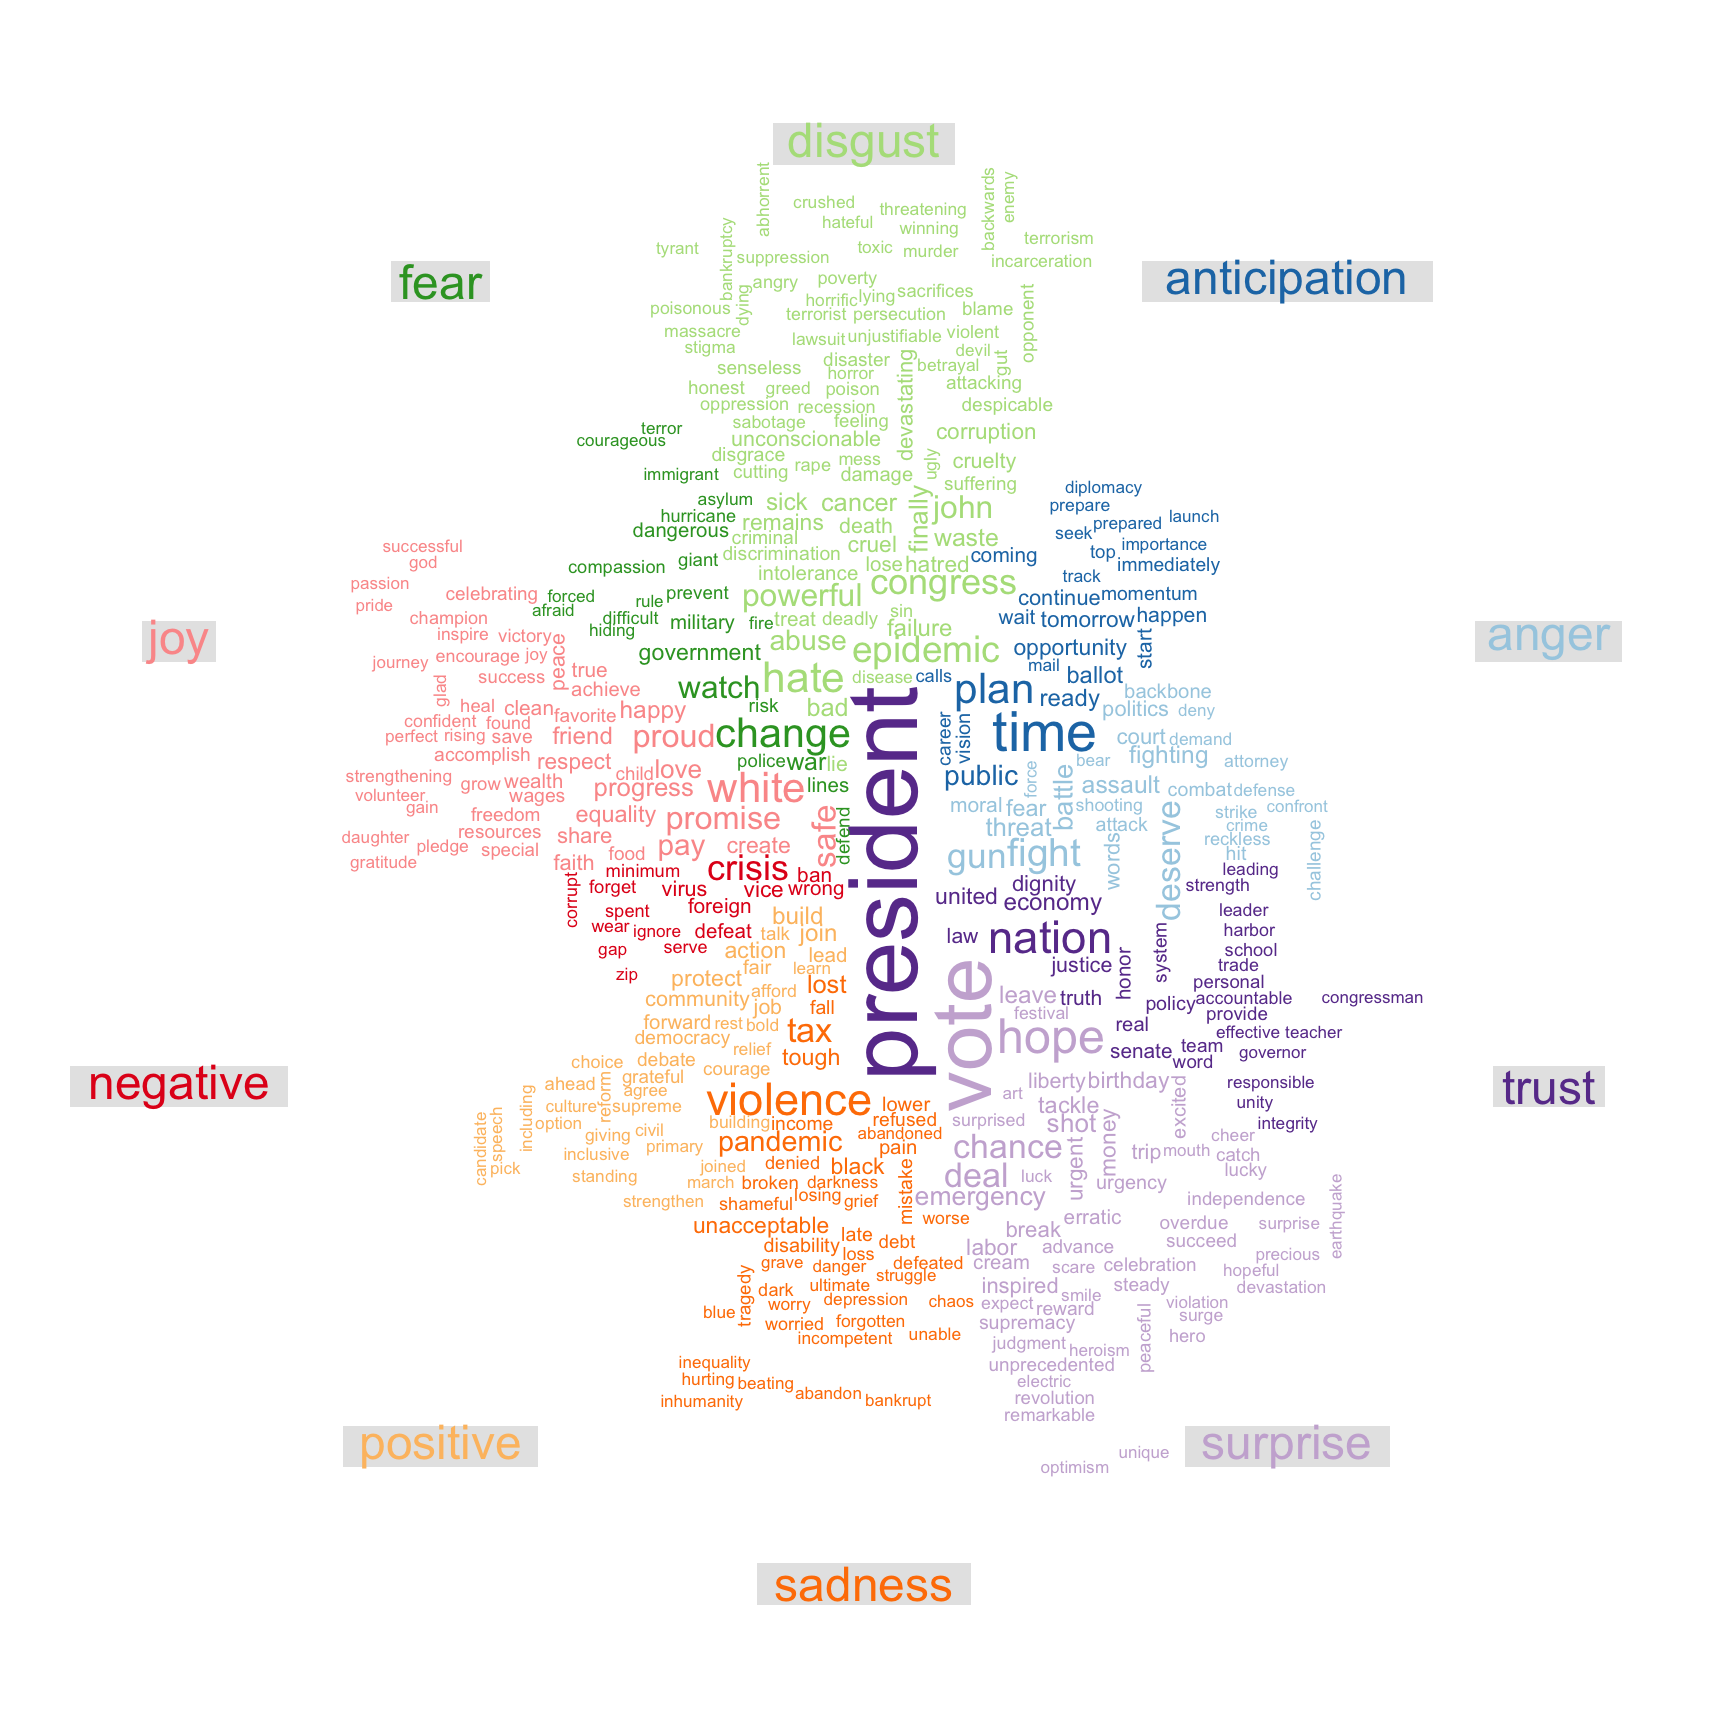 disgust
fear
anticipation
joy
anger
negative
trust
positive
surprise
sadness
abhorrent
crushed
hateful
threatening
winning
backwards
enemy
tyrant
bankruptcy
suppression
toxic
murder
terrorism
incarceration
angry
poverty
poisonous
dying
horrific
lying
sacrifices
massacre
terrorist
persecution
blame
opponent
stigma
lawsuit
unjustifiable
violent
senseless
disaster
devil
gut
horror
betrayal
honest
greed
poison
devastating
attacking
oppression
recession
despicable
sabotage
feeling
unconscionable
corruption
disgrace
mess
ugly
cruelty
cutting
rape
damage
suffering
sick
cancer
finally
john
remains
death
waste
criminal
cruel
discrimination
lose
hatred
intolerance
congress
powerful
sin
treat
deadly
failure
abuse
epidemic
hate
disease
bad
lie
terror
courageous
immigrant
asylum
hurricane
dangerous
giant
compassion
forced
rule
prevent
afraid
difficult
military
fire
hiding
government
watch
risk
change
police
war
lines
defend
diplomacy
prepare
launch
prepared
seek
importance
coming
top
immediately
track
continue
momentum
wait
tomorrow
happen
opportunity
start
mail
ballot
calls
plan
ready
career
vision
time
public
successful
god
passion
celebrating
pride
champion
inspire
victory
encourage
joy
peace
journey
true
success
achieve
glad
heal
clean
favorite
happy
confident
found
perfect
rising
save
friend
proud
accomplish
respect
child
love
strengthening
grow
wealth
progress
white
volunteer
wages
gain
freedom
equality
promise
safe
daughter
resources
share
pledge
special
pay
create
gratitude
faith
food
backbone
politics
deny
court
demand
bear
fighting
attorney
force
battle
assault
combat
defense
moral
fear
shooting
strike
confront
threat
attack
deserve
crime
reckless
gun
fight
words
hit
challenge
crisis
minimum
ban
corrupt
forget
virus
vice
wrong
spent
foreign
wear
ignore
defeat
gap
serve
zip
president
leading
dignity
strength
united
economy
leader
law
nation
harbor
system
school
justice
honor
trade
personal
truth
policy
accountable
congressman
provide
real
effective
teacher
senate
team
governor
word
responsible
unity
integrity
build
talk
join
action
lead
fair
learn
protect
community
afford
job
forward
rest
bold
democracy
relief
choice
debate
courage
ahead
reform
grateful
agree
culture
supreme
including
option
building
candidate
speech
giving
civil
primary
inclusive
pick
joined
standing
march
strengthen
lost
fall
tax
tough
violence
lower
income
refused
pandemic
abandoned
pain
denied
black
broken
darkness
mistake
shameful
losing
grief
unacceptable
worse
late
disability
debt
loss
grave
danger
defeated
struggle
tragedy
dark
ultimate
worry
depression
chaos
blue
worried
forgotten
incompetent
unable
inequality
hurting
beating
abandon
inhumanity
bankrupt
vote
leave
festival
hope
art
liberty
birthday
tackle
excited
surprised
shot
money
cheer
chance
urgent
trip
mouth
catch
deal
luck
lucky
urgency
emergency
independence
earthquake
erratic
break
overdue
surprise
labor
advance
succeed
cream
scare
celebration
precious
hopeful
inspired
steady
devastation
smile
expect
reward
violation
supremacy
surge
peaceful
hero
judgment
heroism
unprecedented
electric
revolution
remarkable
unique
optimism